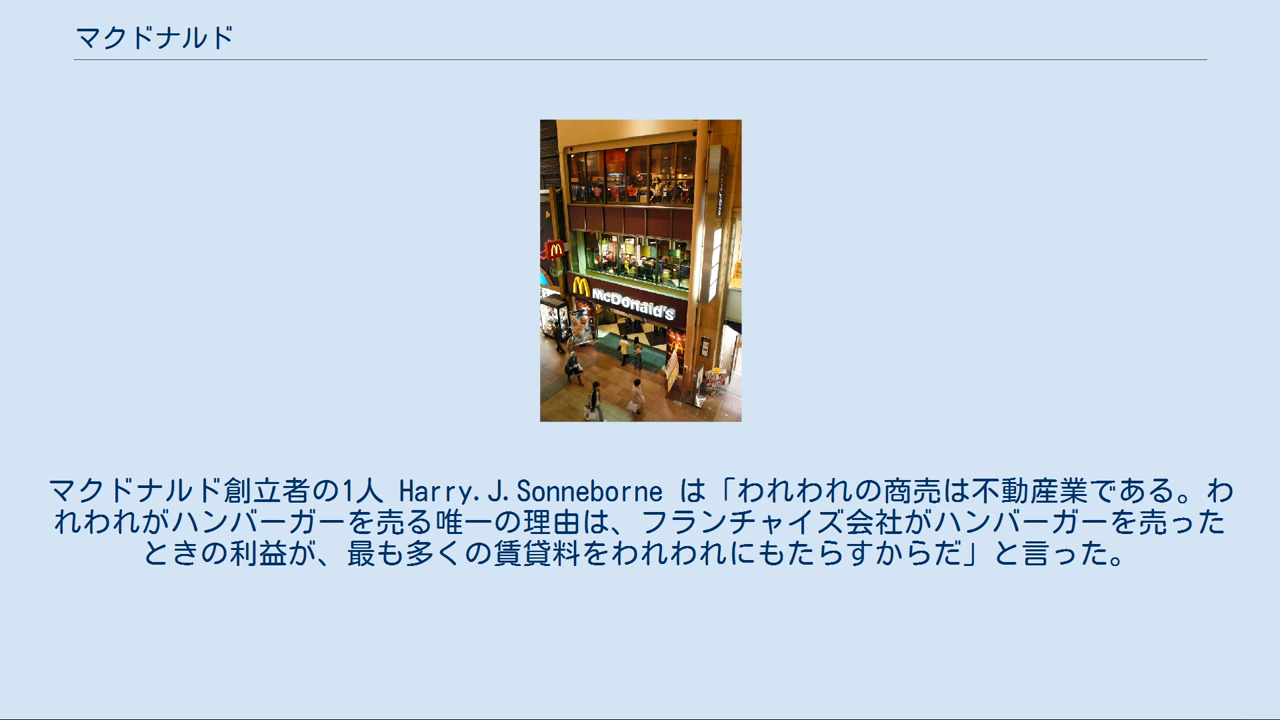 マクドナルド
McDonald's
マクドナルド創立者の1人 Harry.J.Sonneborne は「われわれの商売は不動産業である。わ
れわれがハンバーガーを売る唯一の理由は、フランチャイズ会社がハンバーガーを売った
ときの利益が、最も多くの賃貸料をわれわれにもたらすからだ」と言った。